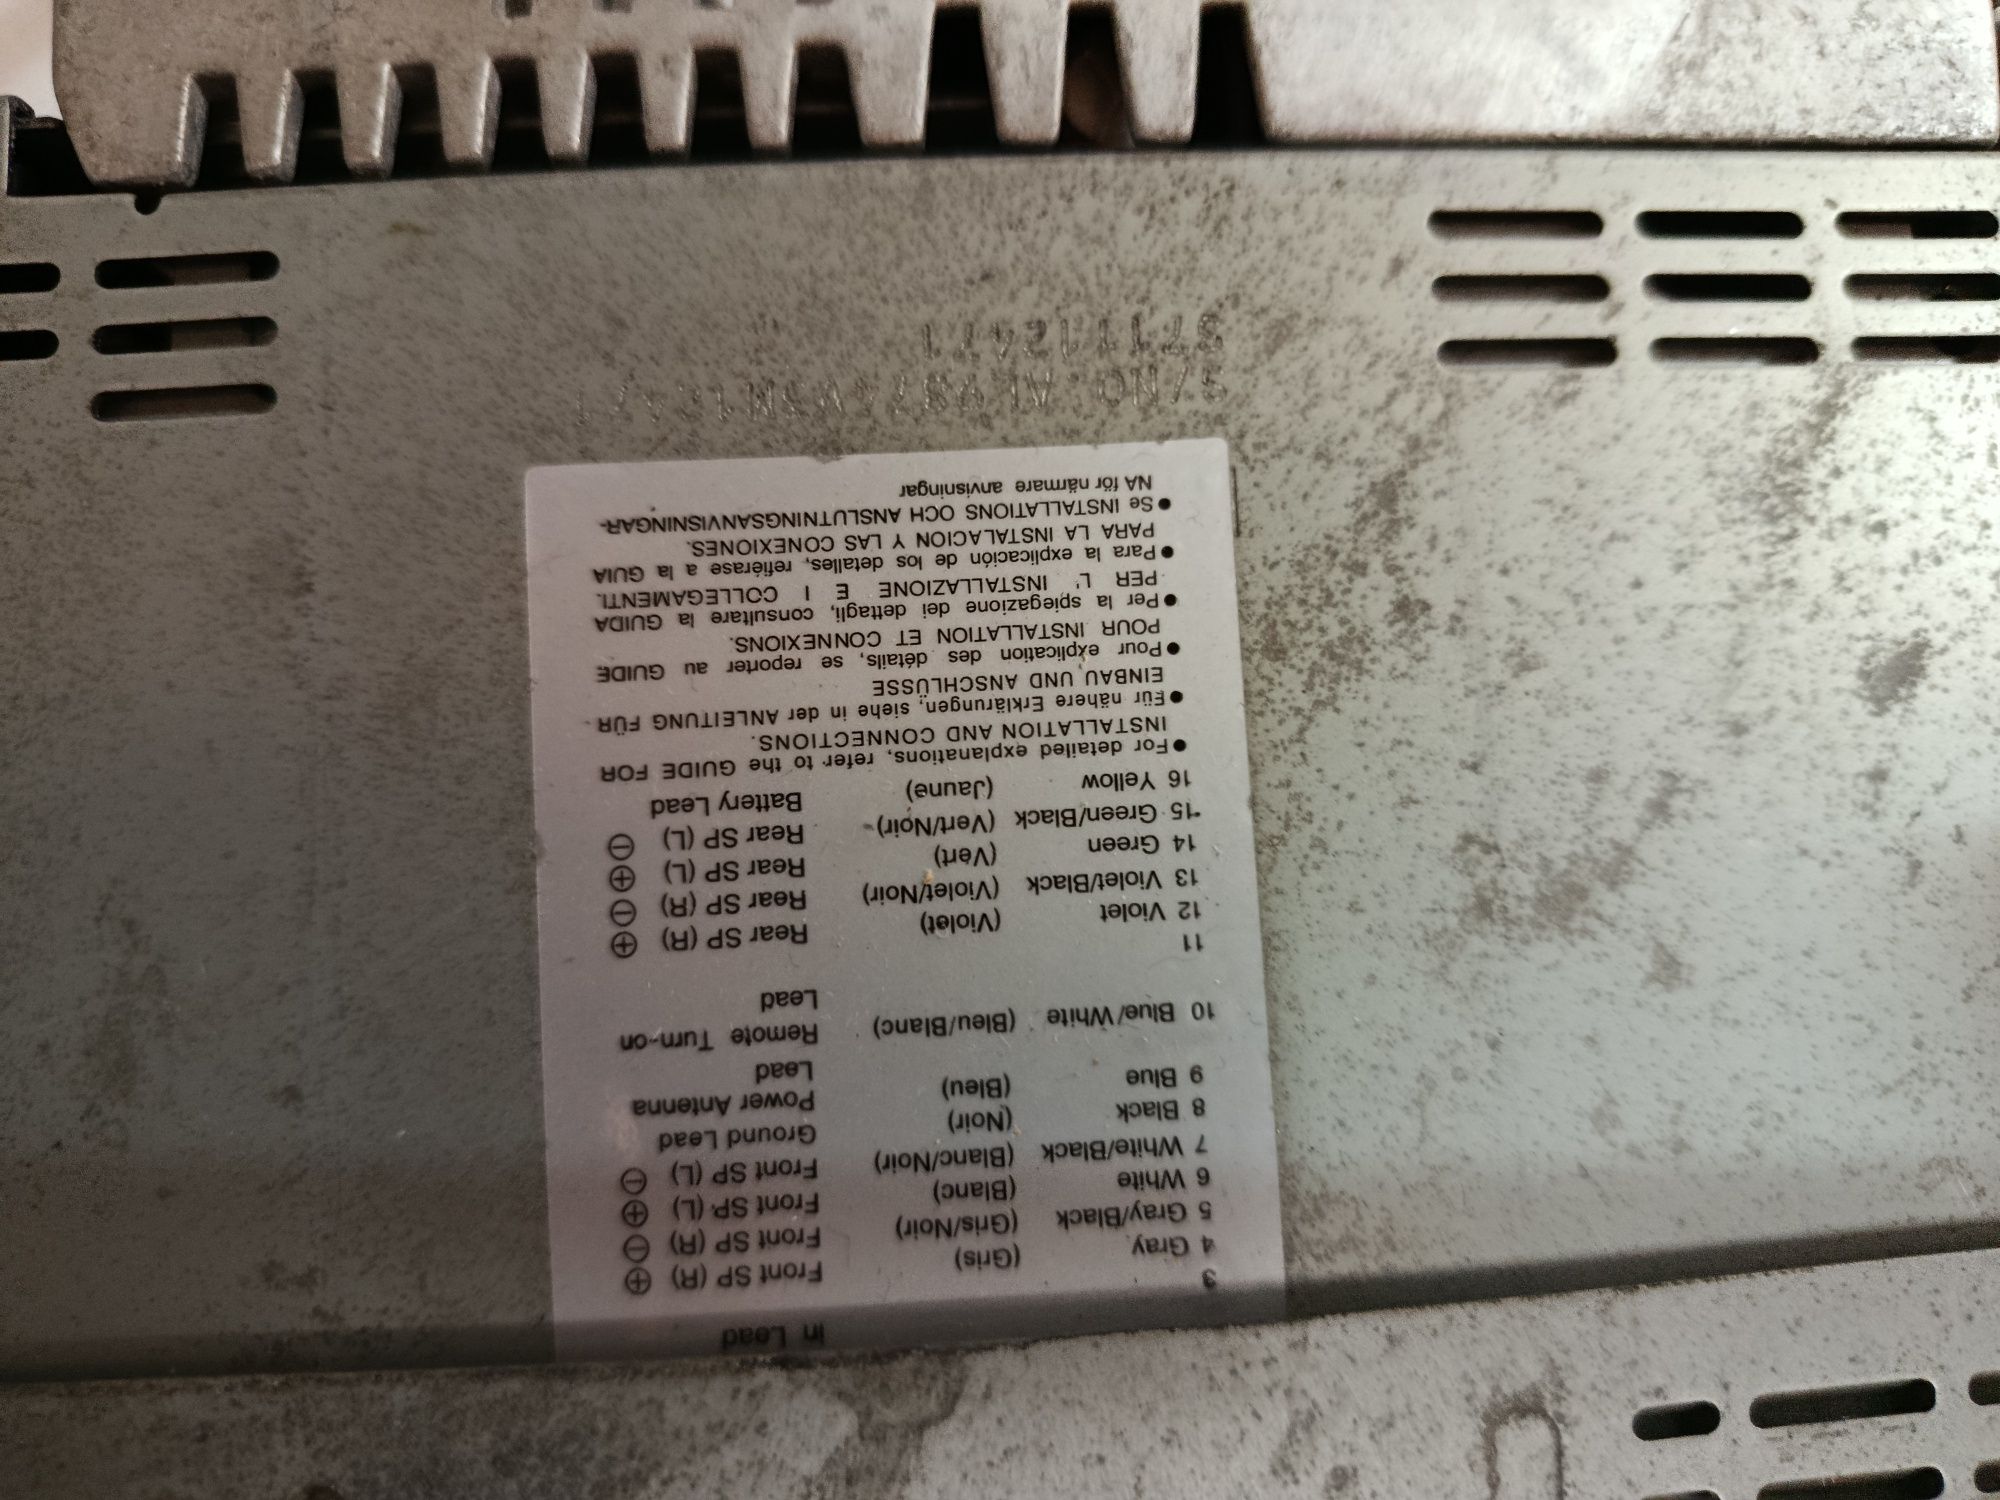 in Lead
3
4 Gray (Gris) Front SP (R) ⊕
5 Gray/Black (Gris/Noir) Front SP (R) ⊖
6 White (Blanc) Front SP (L) ⊕
7 White/Black (Blanc/Noir) Front SP (L) ⊖
8 Black (Noir) Ground Lead
9 Blue (Bleu) Power Antenna
Lead
10 Blue/White (Bleu/Blanc) Remote Turn-on
Lead
11
12 Violet (Violet) Rear SP (R) ⊕
13 Violet/Black (Violet/Noir) Rear SP (R) ⊖
14 Green (Vert) Rear SP (L) ⊕
15 Green/Black (Vert/Noir) Rear SP (L) ⊖
16 Yellow (Jaune) Battery Lead
● For detailed explanations, refer to the GUIDE FOR
INSTALLATION AND CONNECTIONS.
● Für nähere Erklärungen, siehe in der ANLEITUNG FÜR
EINBAU UND ANSCHLÜSSE
● Pour explication des détails, se reporter au GUIDE
POUR INSTALLATION ET CONNEXIONS.
● Per la spiegazione dei dettagli, consultare la GUIDA
PER L' INSTALLAZIONE E I COLLEGAMENTI.
● Para la explicación de los detalles, refiérase a la GUIA
PARA LA INSTALACION Y LAS CONEXIONES.
● Se INSTALLATIONS OCH ANSLUTNINGSANVISNINGAR-
NA för närmare anvisningar
S/NO
37112471